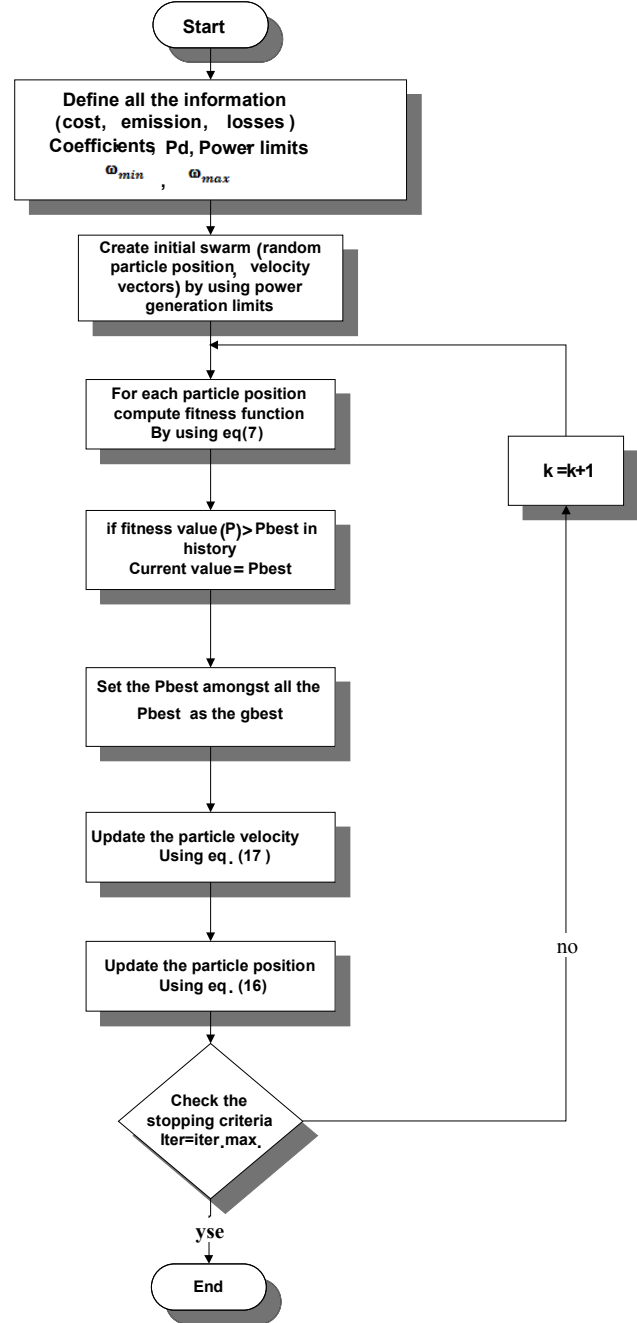 Start
Define all the information
(cost, emission, losses)
Coefficients, Pd, Power limits
ω_min , ω_max
Create initial swarm (random
particle position, velocity
vectors) by using power
generation limits
For each particle position
compute fitness function
By using eq(7)
k =k+1
if fitness value (P)> Pbest in
history
Current value = Pbest
Set the Pbest amongst all the
Pbest as the gbest
Update the particle velocity
Using eq. (17 )
Update the particle position
Using eq. (16)
no
Check the
stopping criteria
Iter=iter.max.
yse
End